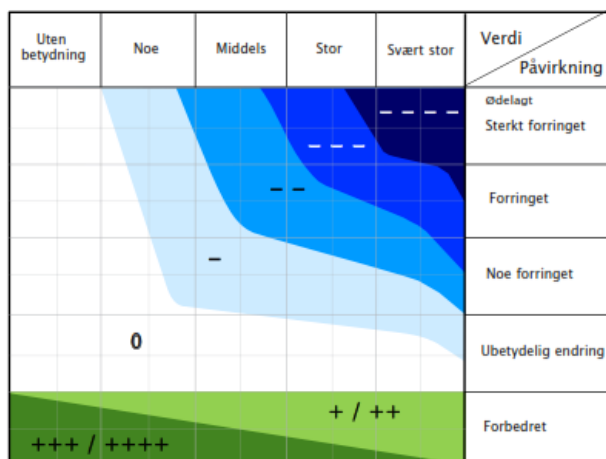 Uten
betydning
Noe
Middels
Stor
Svært stor
Verdi
Påvirkning
Ødelagt
Sterkt forringet
Forringet
Noe forringet
Ubetydelig endring
Forbedret
– – – –
– – –
– –
–
0
+ / ++
+++ / ++++